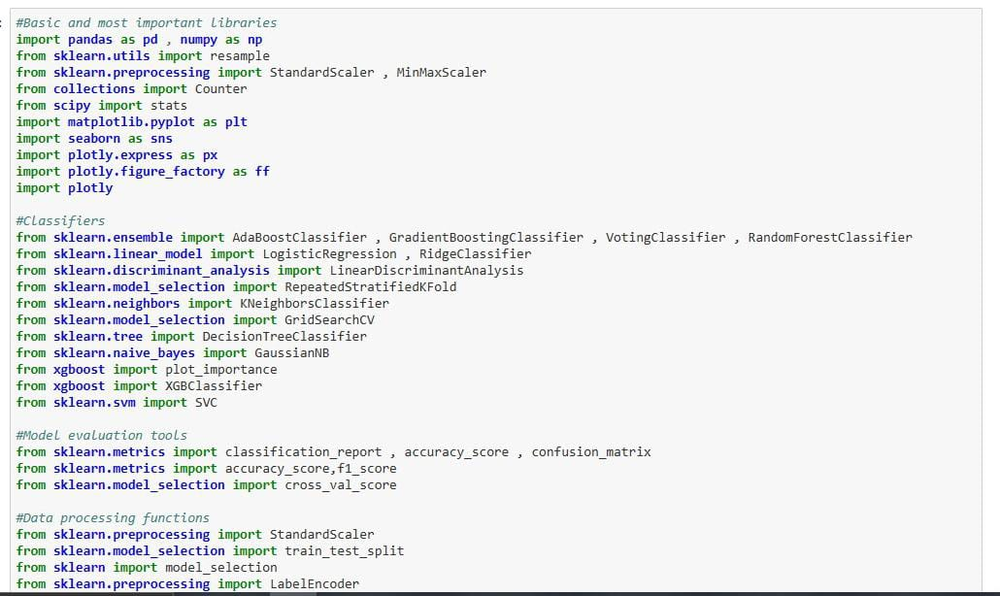 #Basic and most important libraries
import pandas as pd , numpy as np
from sklearn.utils import resample
from sklearn.preprocessing import StandardScaler , MinMaxScaler
from collections import Counter
from scipy import stats
import matplotlib.pyplot as plt
import seaborn as sns
import plotly.express as px
import plotly.figure_factory as ff
import plotly
#Classifiers
from sklearn.ensemble import AdaBoostClassifier , GradientBoostingClassifier , VotingClassifier , RandomForestClassifier
from sklearn.linear_model import LogisticRegression , RidgeClassifier
from sklearn.discriminant_analysis import LinearDiscriminantAnalysis
from sklearn.model_selection import RepeatedStratifiedKFold
from sklearn.neighbors import KNeighborsClassifier
from sklearn.model_selection import GridSearchCV
from sklearn.tree import DecisionTreeClassifier
from sklearn.naive_bayes import GaussianNB
from xgboost import plot_importance
from xgboost import XGBClassifier
from sklearn.svm import SVC
#Model evaluation tools
from sklearn.metrics import classification_report , accuracy_score , confusion_matrix
from sklearn.metrics import accuracy_score,f1_score
from sklearn.model_selection import cross_val_score
#Data processing functions
from sklearn.preprocessing import StandardScaler
from sklearn.model_selection import train_test_split
from sklearn import model_selection
from sklearn.preprocessing import LabelEncoder